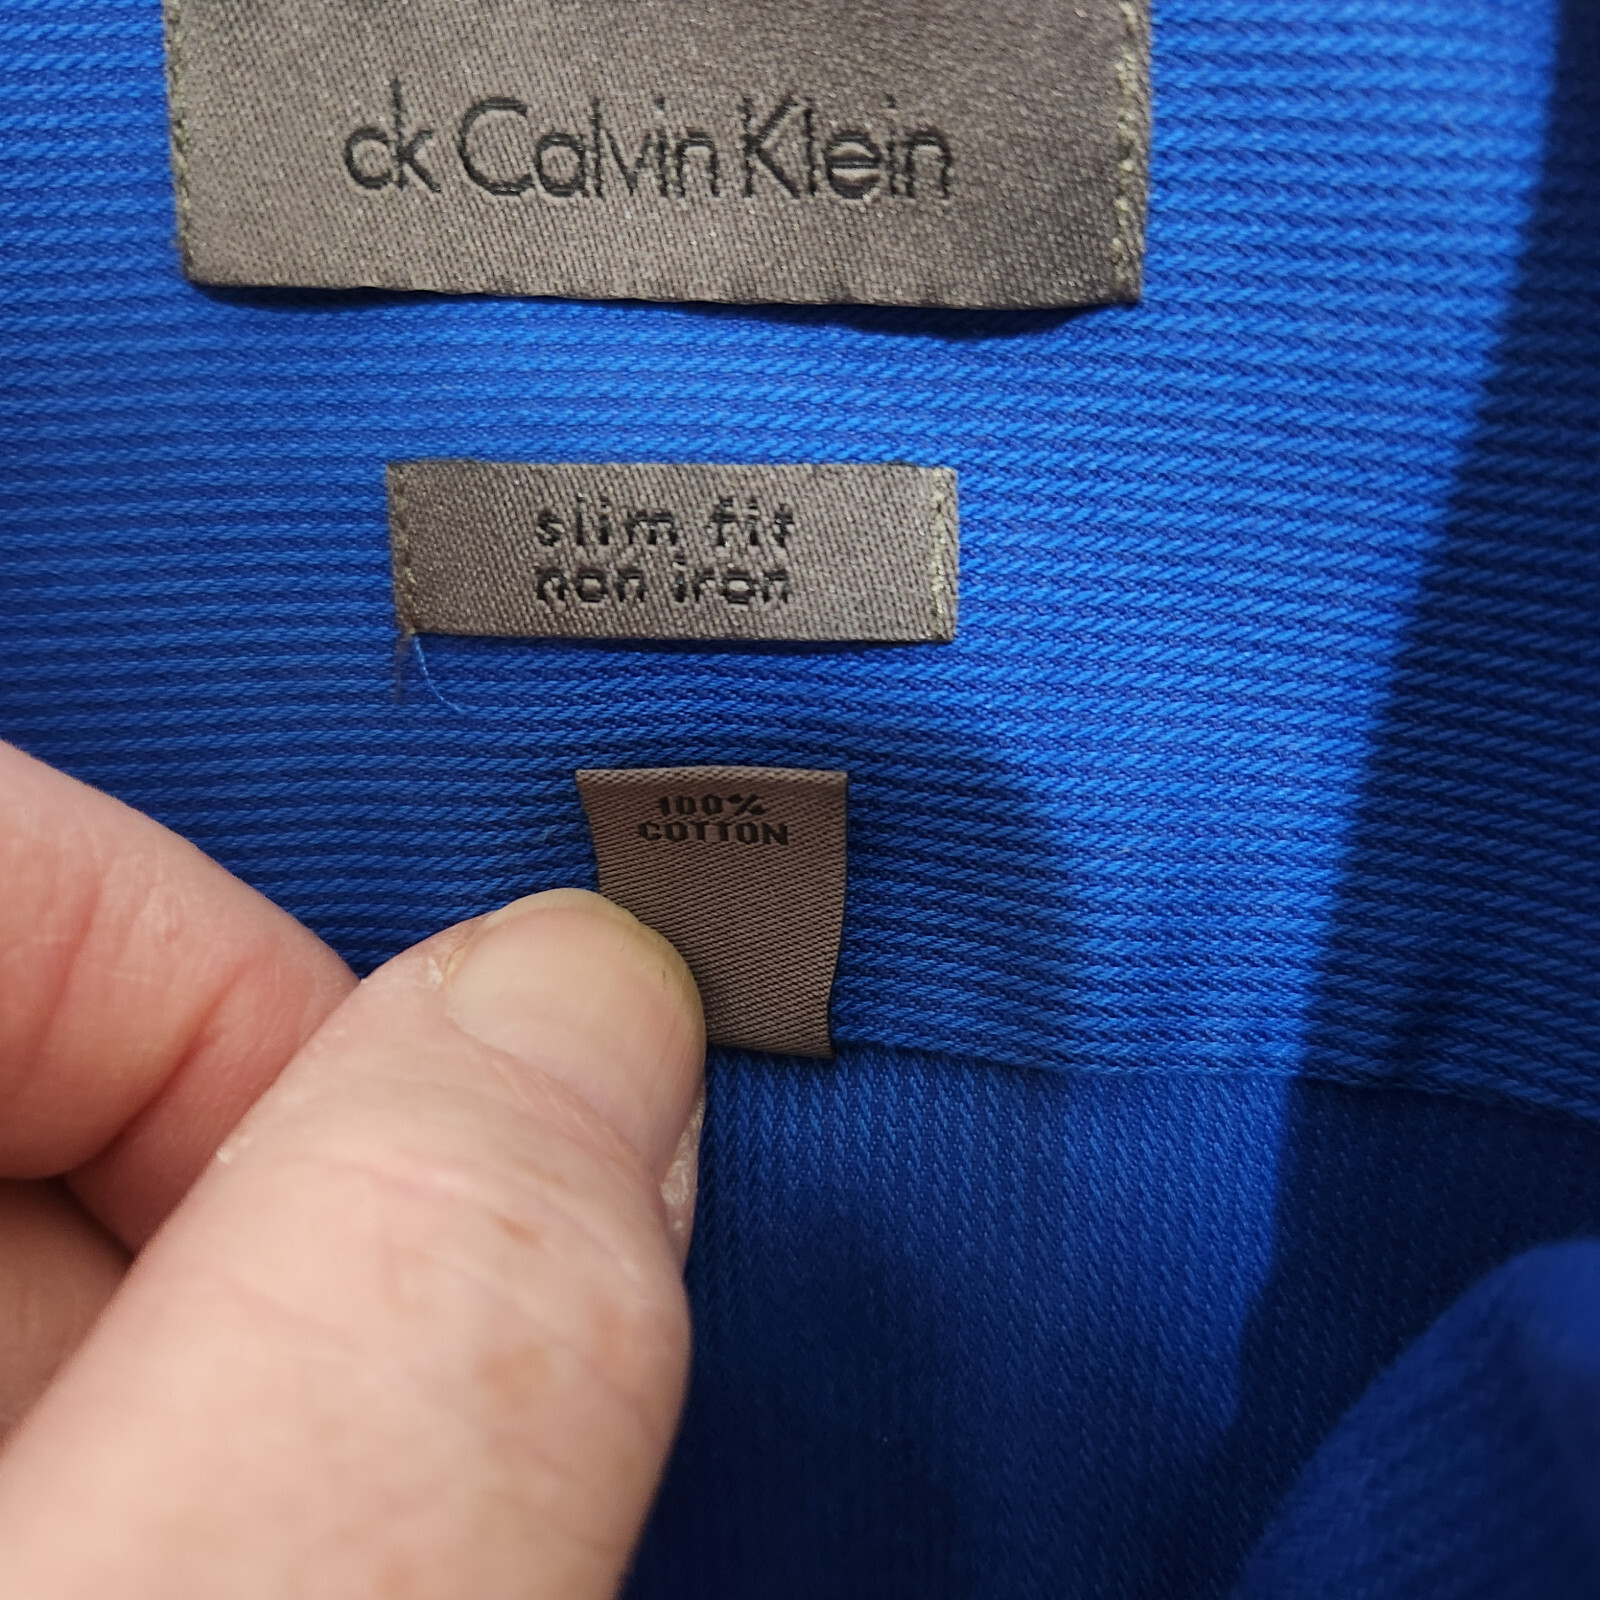 ck Calvin Klein
slim fit
non iron
100%
COTTON